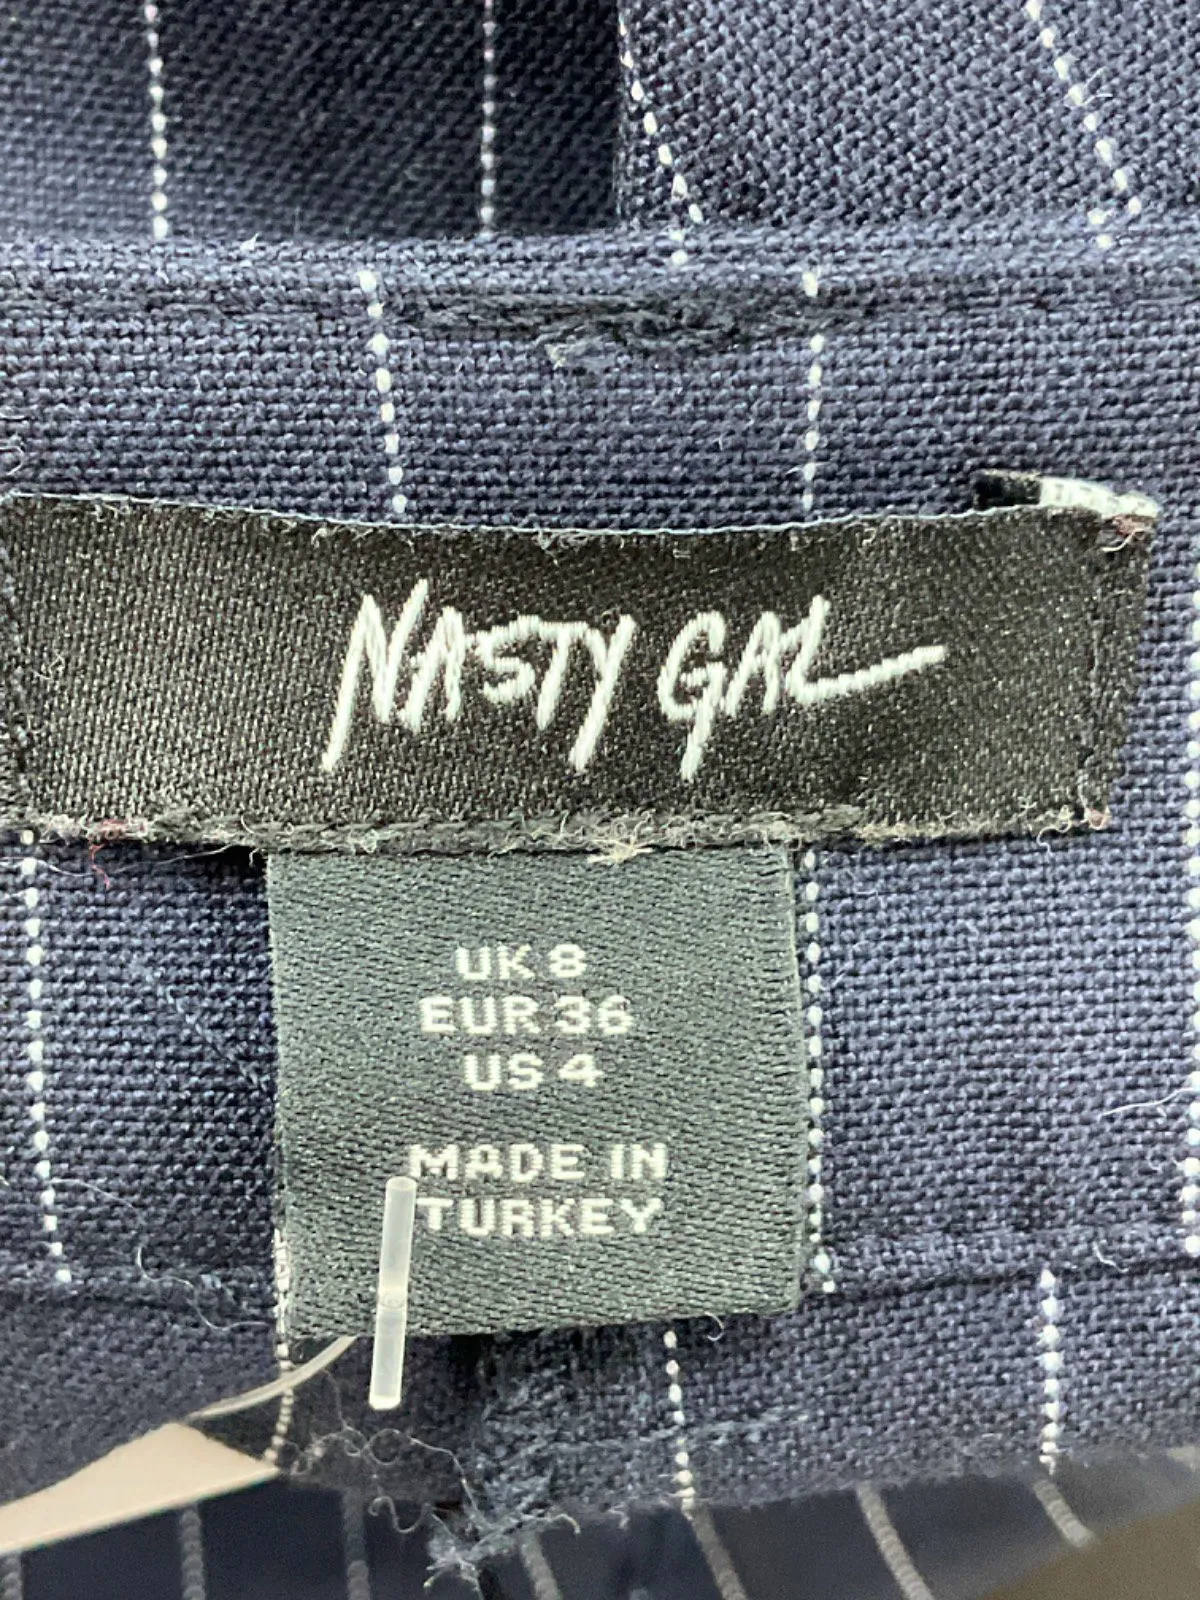 NASTY GAL
UK 8
EUR 36
US 4
MADE IN
TURKEY